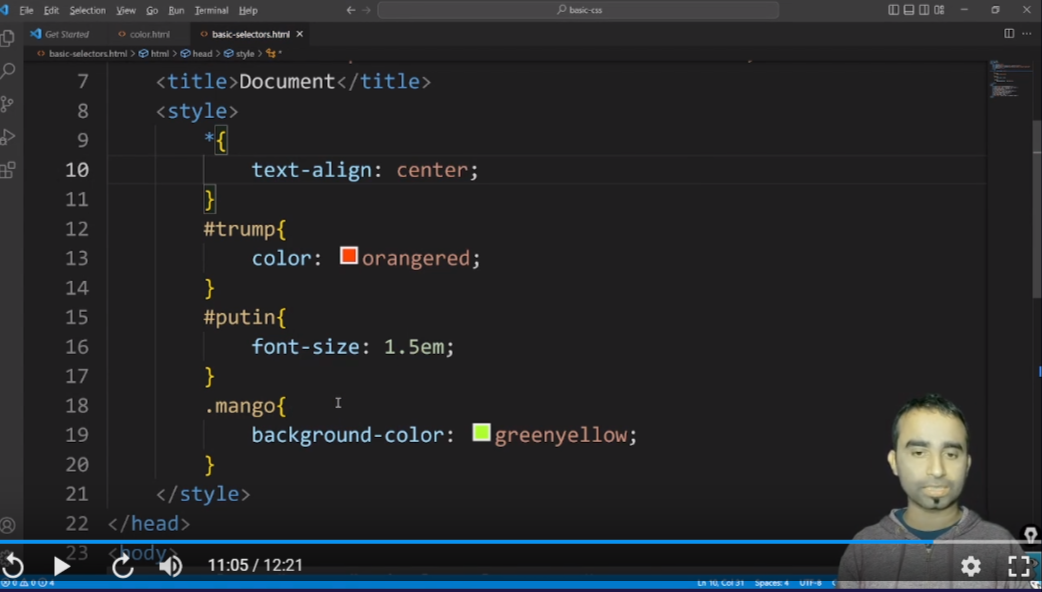 File Edit Selection View Go Run Terminal Help
basic-css
Get Started color.html basic-selectors.html
basic-selectors.html > html > head > style > *
7 <title>Document</title>
8 <style>
9 *{
10 text-align: center;
11 }
12 #trump{
13 color: orangered;
14 }
15 #putin{
16 font-size: 1.5em;
17 }
18 .mango{
19 background-color: greenyellow;
20 }
21 </style>
22 </head>
23 <body>
11:05 / 12:21
0 0 4 Ln 10, Col 31 Spaces: 4 UTF-8